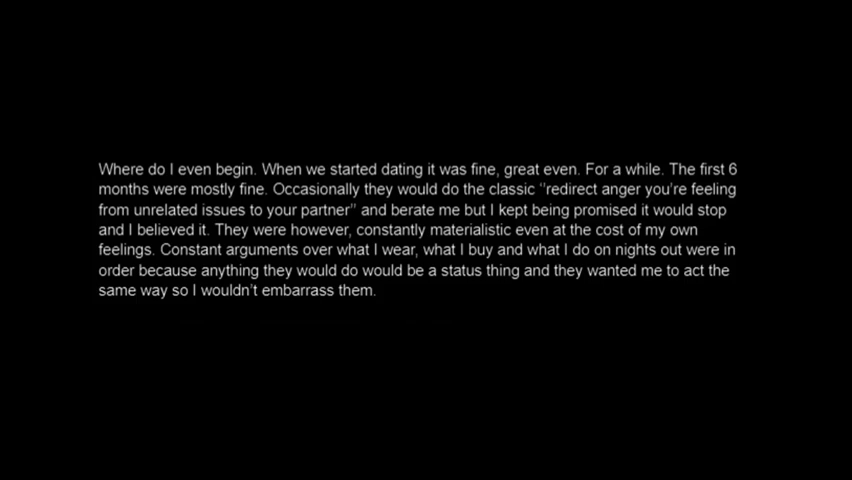 Where do I even begin. When we started dating it was fine, great even. For a while. The first 6
months were mostly fine. Occasionally they would do the classic "redirect anger you're feeling
from unrelated issues to your partner" and berate me but I kept being promised it would stop
and I believed it. They were however, constantly materialistic even at the cost of my own
feelings. Constant arguments over what I wear, what I buy and what I do on nights out were in
order because anything they would do would be a status thing and they wanted me to act the
same way so I wouldn't embarrass them.